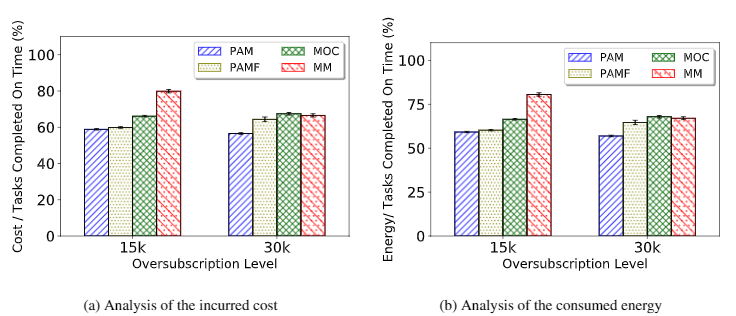 Cost / Tasks Completed On Time (%)
100
80
60
40
20
0
PAM
PAMF
MOC
MM
15k
30k
Oversubscription Level
(a) Analysis of the incurred cost
Energy/ Tasks Completed On Time (%)
100
75
50
25
0
PAM
PAMF
MOC
MM
15k
30k
Oversubscription Level
(b) Analysis of the consumed energy